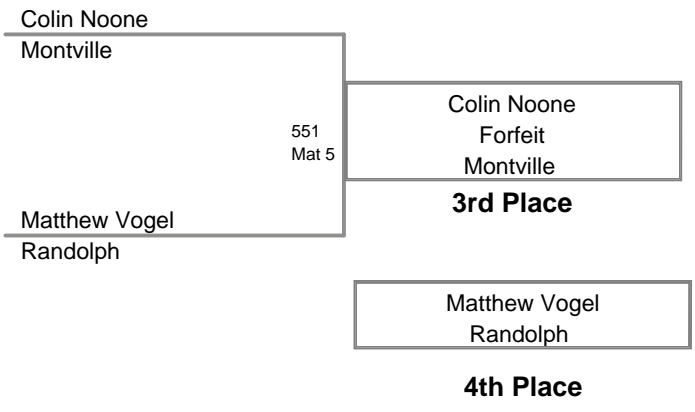 Colin Noone
Montville
551
Mat 5
Colin Noone
Forfeit
Montville
3rd Place
Matthew Vogel
Randolph
Matthew Vogel
Randolph
4th Place